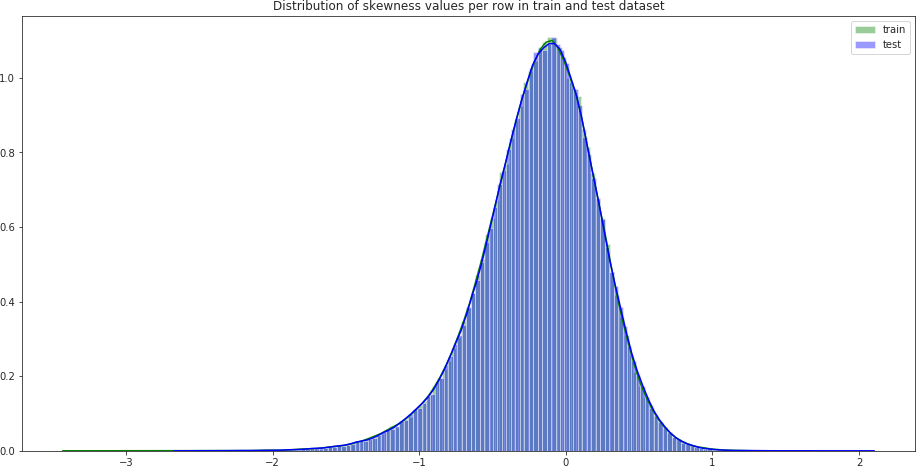 Distribution of skewness values per row in train and test dataset
train
test
1.0
0.8
0.6
0.4
0.2
0.0
−3 −2 −1 0 1 2